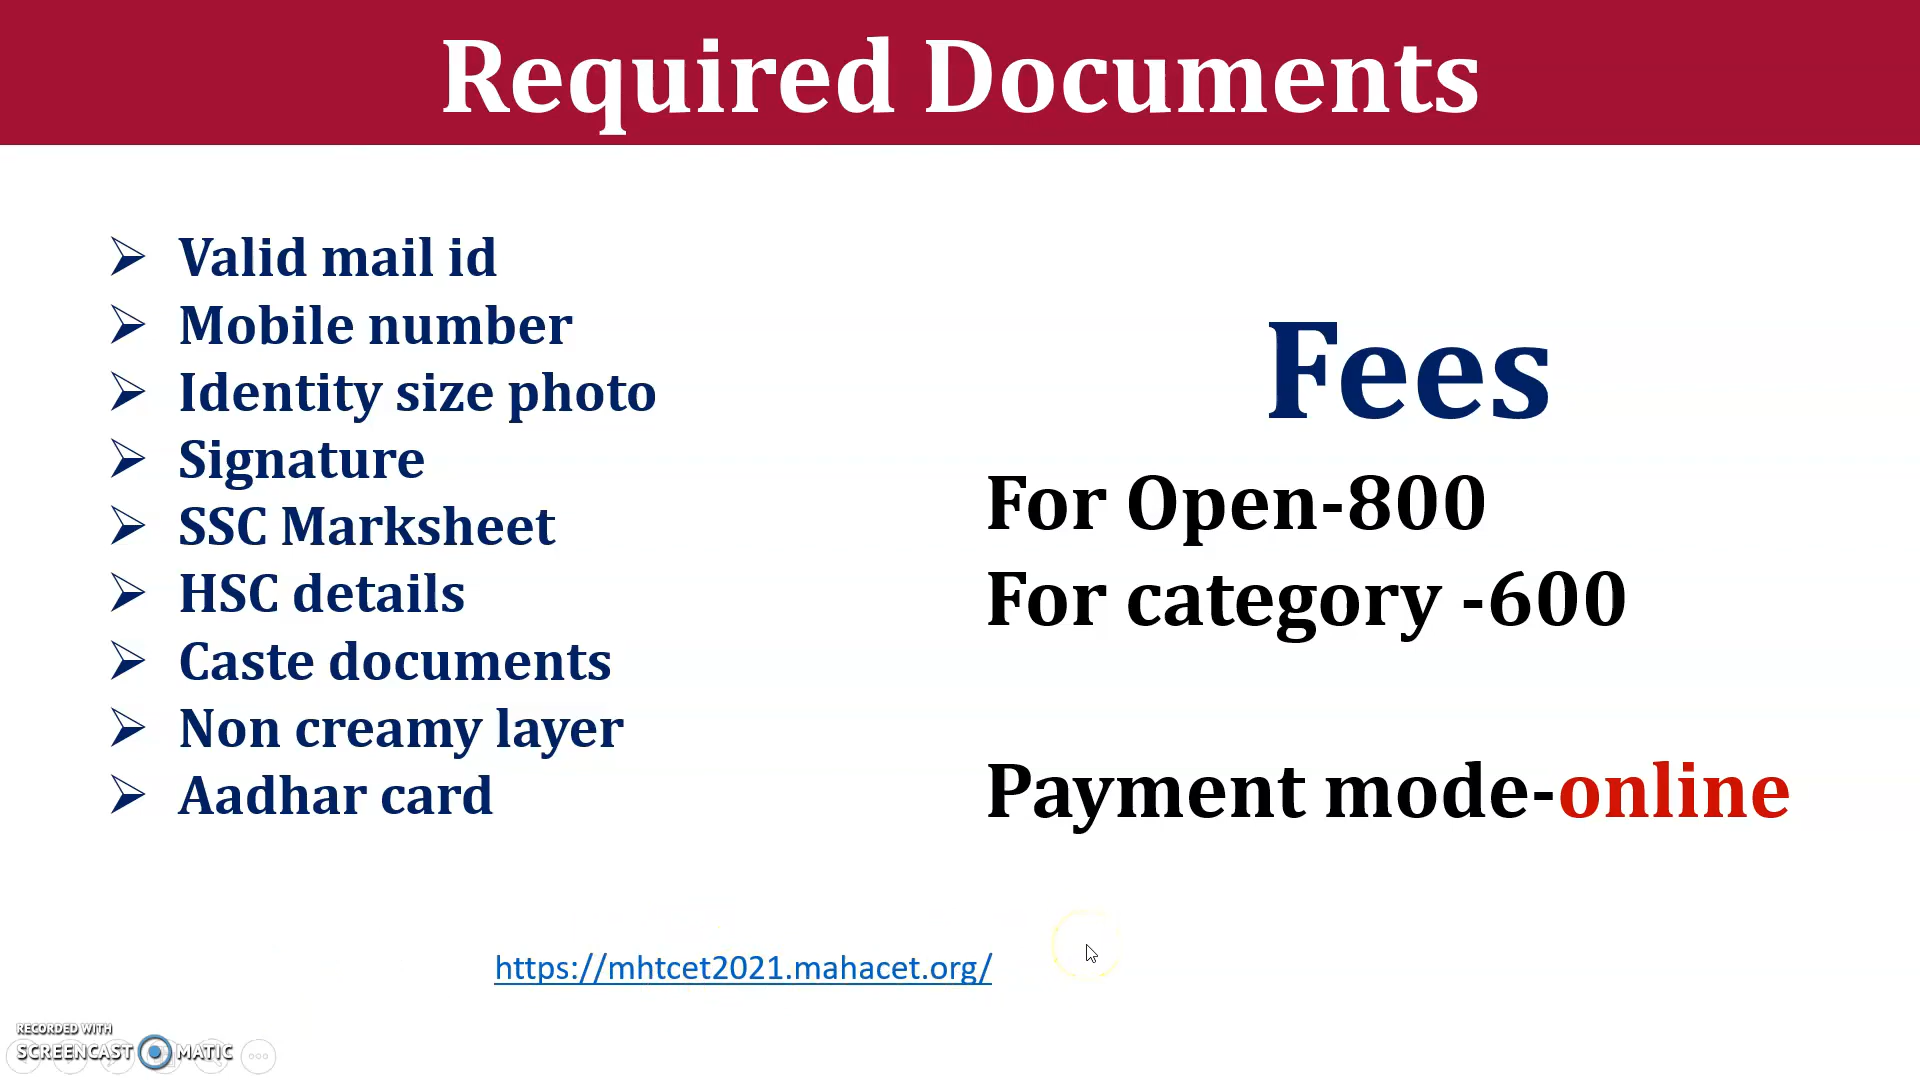 Required Documents
Valid mail id
Mobile number
Identity size photo
Signature
SSC Marksheet
HSC details
Caste documents
Non creamy layer
Aadhar card
Fees
For Open-800
For category -600
Payment mode-online
https://mhtcet2021.mahacet.org/
RECORDED WITH
SCREENCAST MATIC